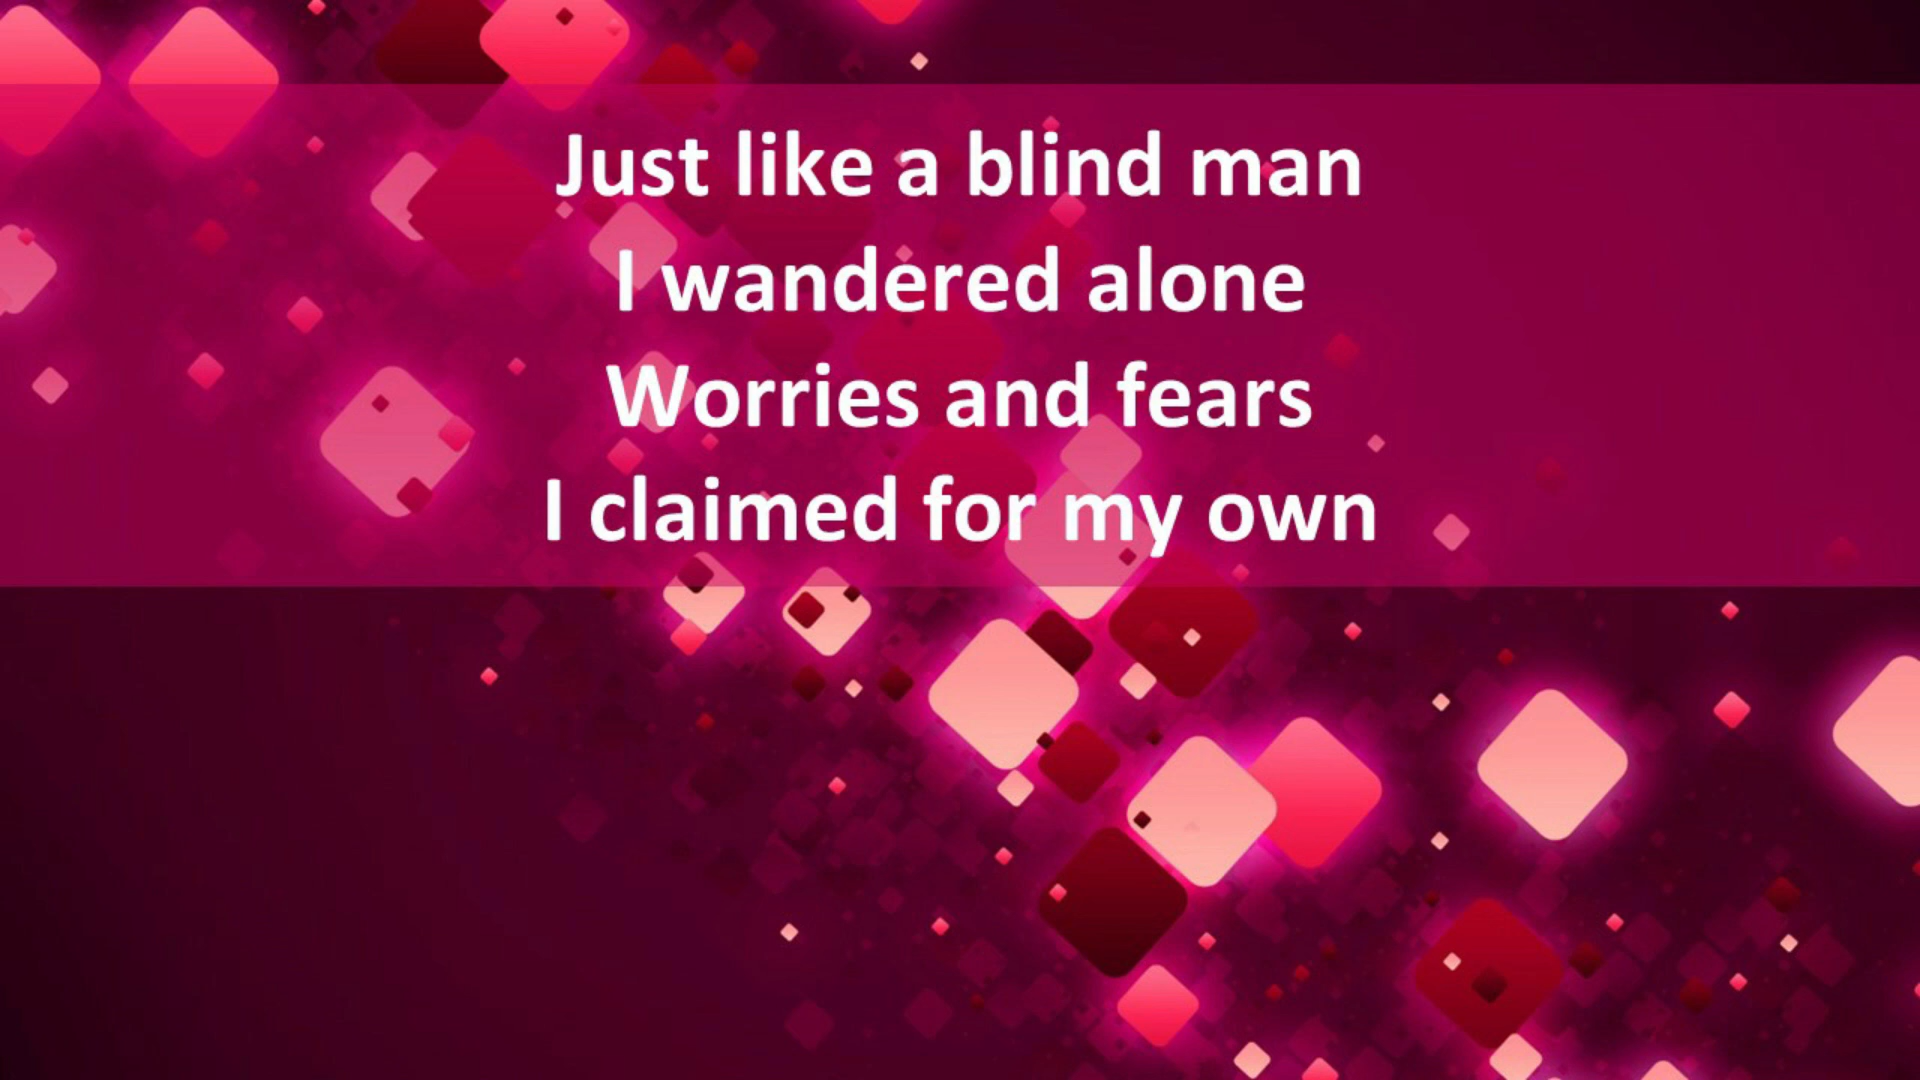 Just like a blind man
I wandered alone
Worries and fears
I claimed for my own